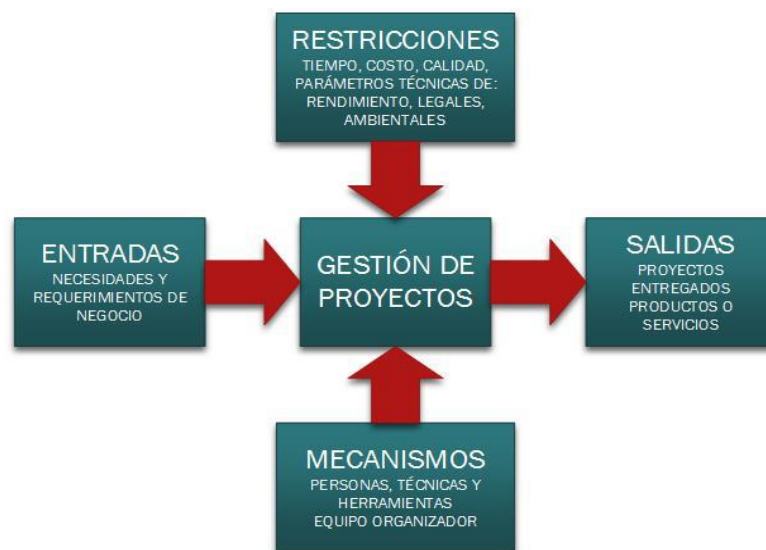 RESTRICCIONES
TIEMPO, COSTO, CALIDAD,
PARÁMETROS TÉCNICAS DE:
RENDIMIENTO, LEGALES,
AMBIENTALES
ENTRADAS
NECESIDADES Y
REQUERIMIENTOS DE
NEGOCIO
GESTIÓN DE
PROYECTOS
SALIDAS
PROYECTOS
ENTREGADOS
PRODUCTOS O
SERVICIOS
MECANISMOS
PERSONAS, TÉCNICAS Y
HERRAMIENTAS
EQUIPO ORGANIZADOR